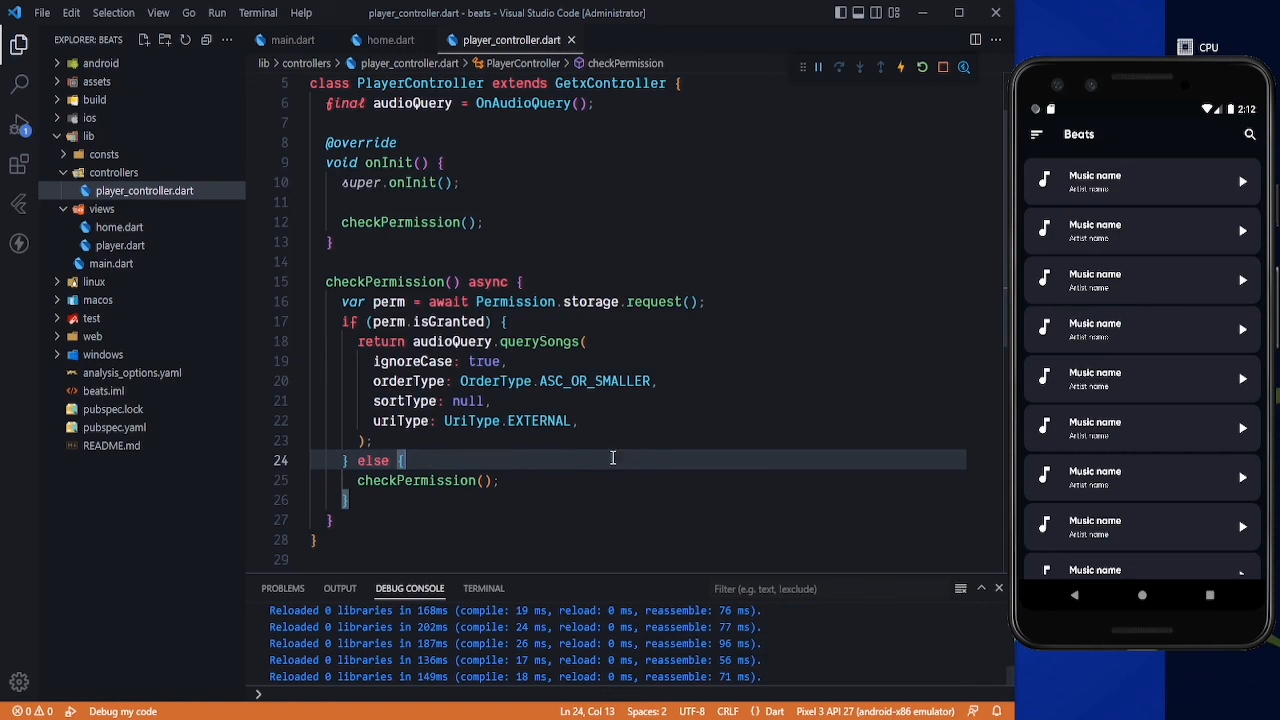 File Edit Selection View Go Run Terminal Help
player_controller.dart - beats - Visual Studio Code [Administrator]
EXPLORER: BEATS
android
assets
build
ios
lib
consts
controllers
player_controller.dart
views
home.dart
player.dart
main.dart
linux
macos
test
web
windows
analysis_options.yaml
beats.iml
pubspec.lock
pubspec.yaml
README.md
1
main.dart home.dart player_controller.dart
lib > controllers > player_controller.dart > PlayerController > checkPermission
5 class PlayerController extends GetxController {
6 final audioQuery = OnAudioQuery();
7
8 @override
9 void onInit() {
10 super.onInit();
11
12 checkPermission();
13 }
14
15 checkPermission() async {
16 var perm = await Permission.storage.request();
17 if (perm.isGranted) {
18 return audioQuery.querySongs(
19 ignoreCase: true,
20 orderType: OrderType.ASC_OR_SMALLER,
21 sortType: null,
22 uriType: UriType.EXTERNAL,
23 );
24 } else {
25 checkPermission();
26 }
27 }
28 }
29
PROBLEMS OUTPUT DEBUG CONSOLE TERMINAL
Filter (e.g. text, !exclude)
Reloaded 0 libraries in 168ms (compile: 19 ms, reload: 0 ms, reassemble: 76 ms).
Reloaded 0 libraries in 202ms (compile: 24 ms, reload: 0 ms, reassemble: 77 ms).
Reloaded 0 libraries in 187ms (compile: 26 ms, reload: 0 ms, reassemble: 96 ms).
Reloaded 0 libraries in 136ms (compile: 17 ms, reload: 0 ms, reassemble: 56 ms).
Reloaded 0 libraries in 149ms (compile: 18 ms, reload: 0 ms, reassemble: 71 ms).
>
0 0 Debug my code
Ln 24, Col 13 Spaces: 2 UTF-8 CRLF {} Dart Pixel 3 API 27 (android-x86 emulator)
CPU
2:12
Beats
Music name
Artist name
Music name
Artist name
Music name
Artist name
Music name
Artist name
Music name
Artist name
Music name
Artist name
Music name
Artist name
Music name
Artist name
Music name